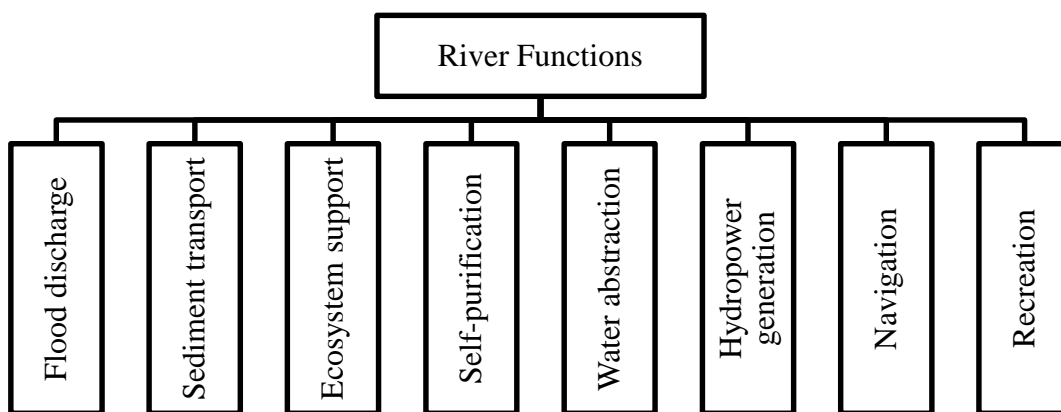 River Functions
Flood discharge
Sediment transport
Ecosystem support
Self-purification
Water abstraction
Hydropower
generation
Navigation
Recreation